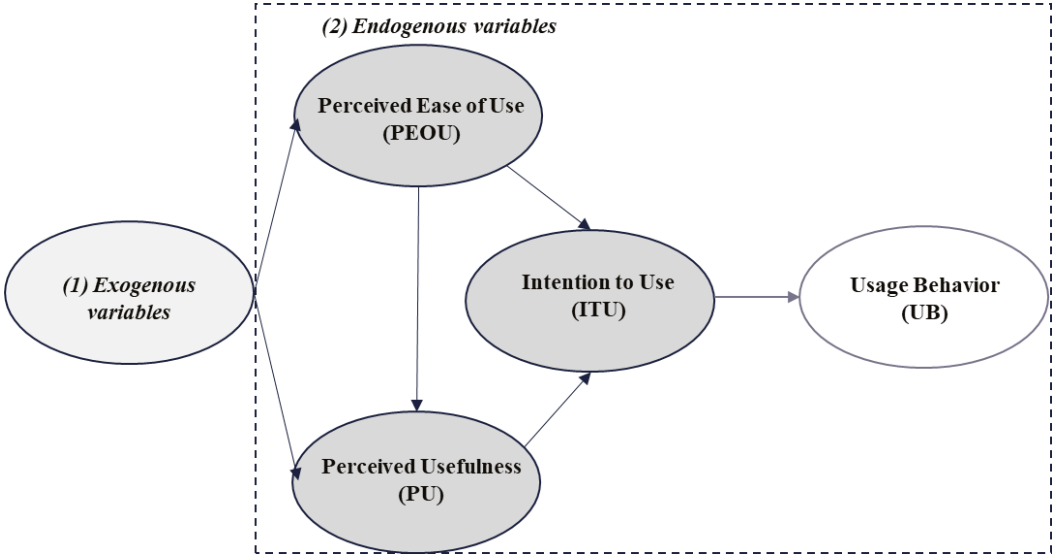 (2) Endogenous variables
Perceived Ease of Use
(PEOU)
(1) Exogenous
variables
Intention to Use
(ITU)
Usage Behavior
(UB)
Perceived Usefulness
(PU)